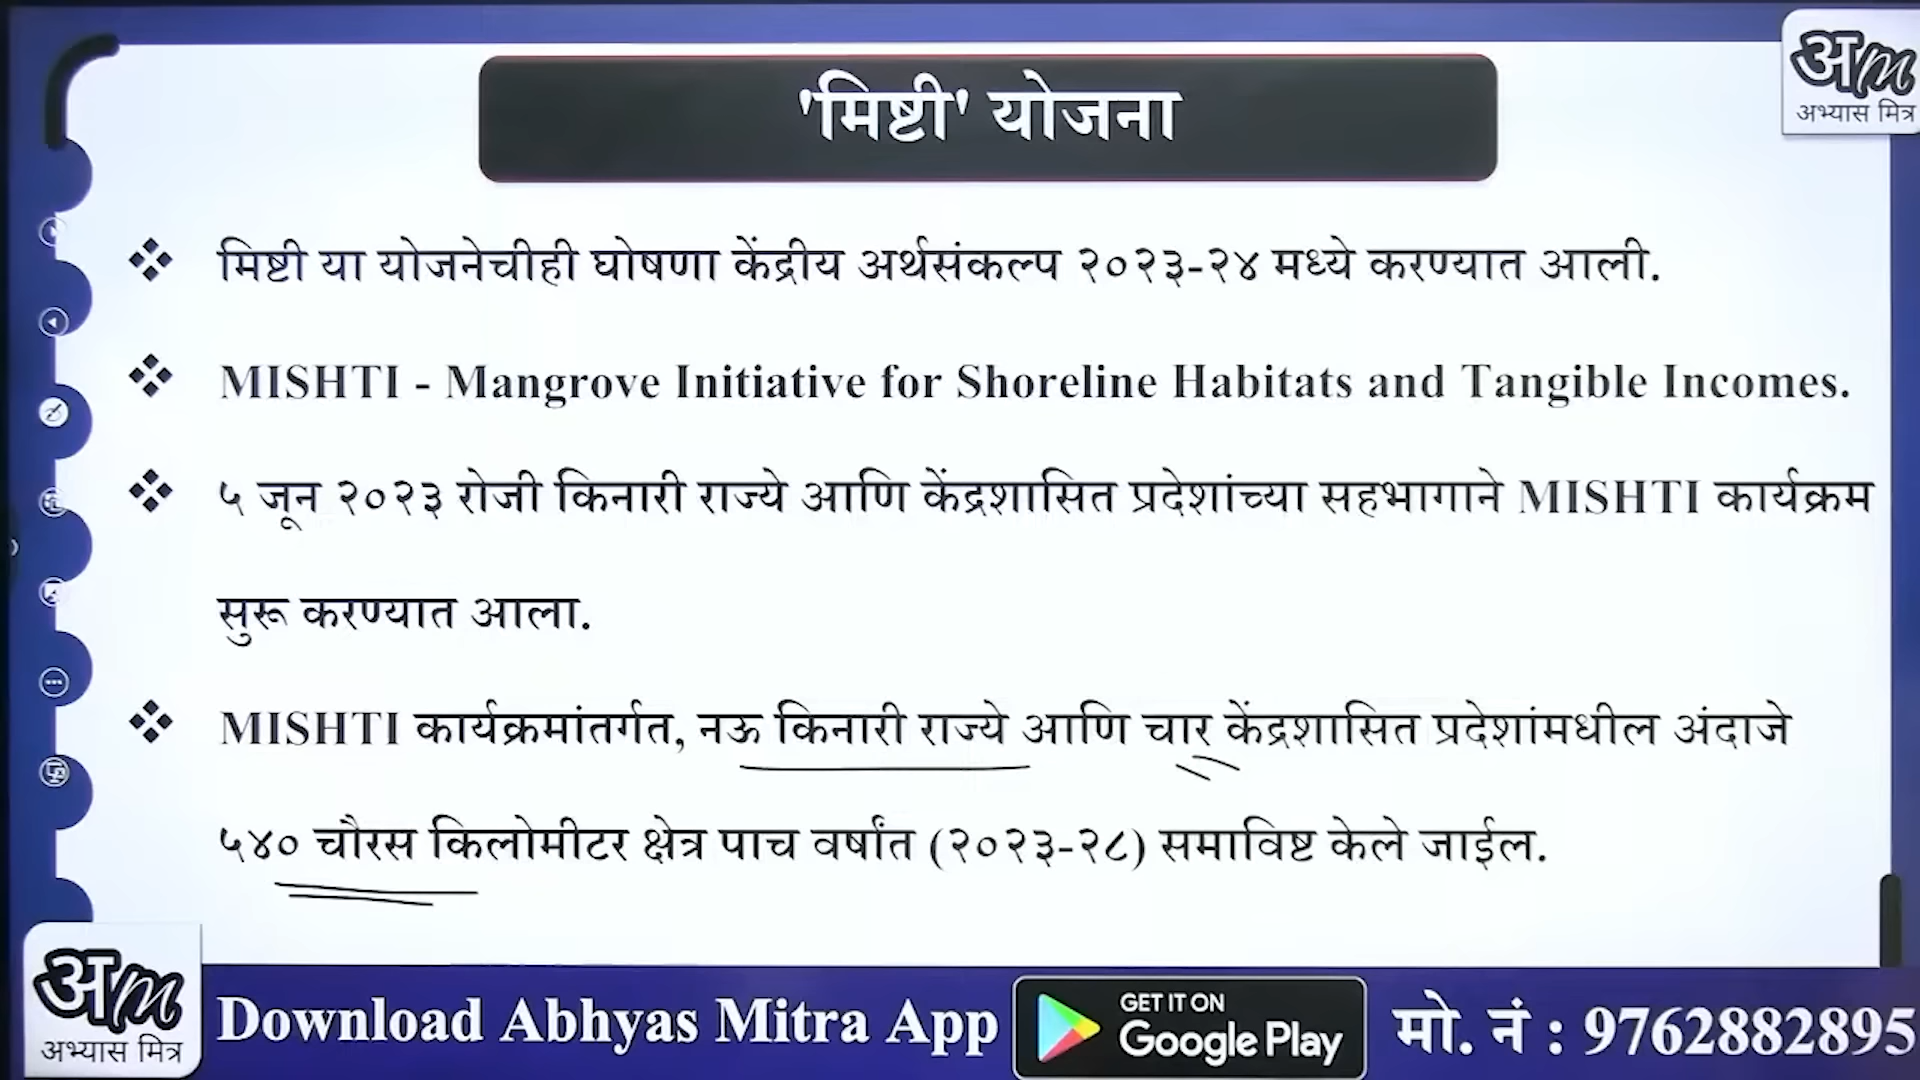 'मिष्टी' योजना
अm
अभ्यास मित्र
❖ मिष्टी या योजनेचीही घोषणा केंद्रीय अर्थसंकल्प २०२३-२४ मध्ये करण्यात आली.
❖ MISHTI - Mangrove Initiative for Shoreline Habitats and Tangible Incomes.
❖ ५ जून २०२३ रोजी किनारी राज्ये आणि केंद्रशासित प्रदेशांच्या सहभागाने MISHTI कार्यक्रम
सुरू करण्यात आला.
❖ MISHTI कार्यक्रमांतर्गत, नऊ किनारी राज्ये आणि चार केंद्रशासित प्रदेशांमधील अंदाजे
५४० चौरस किलोमीटर क्षेत्र पाच वर्षांत (२०२३-२८) समाविष्ट केले जाईल.
अm
अभ्यास मित्र
Download Abhyas Mitra App
GET IT ON
Google Play
मो. नं : 9762882895